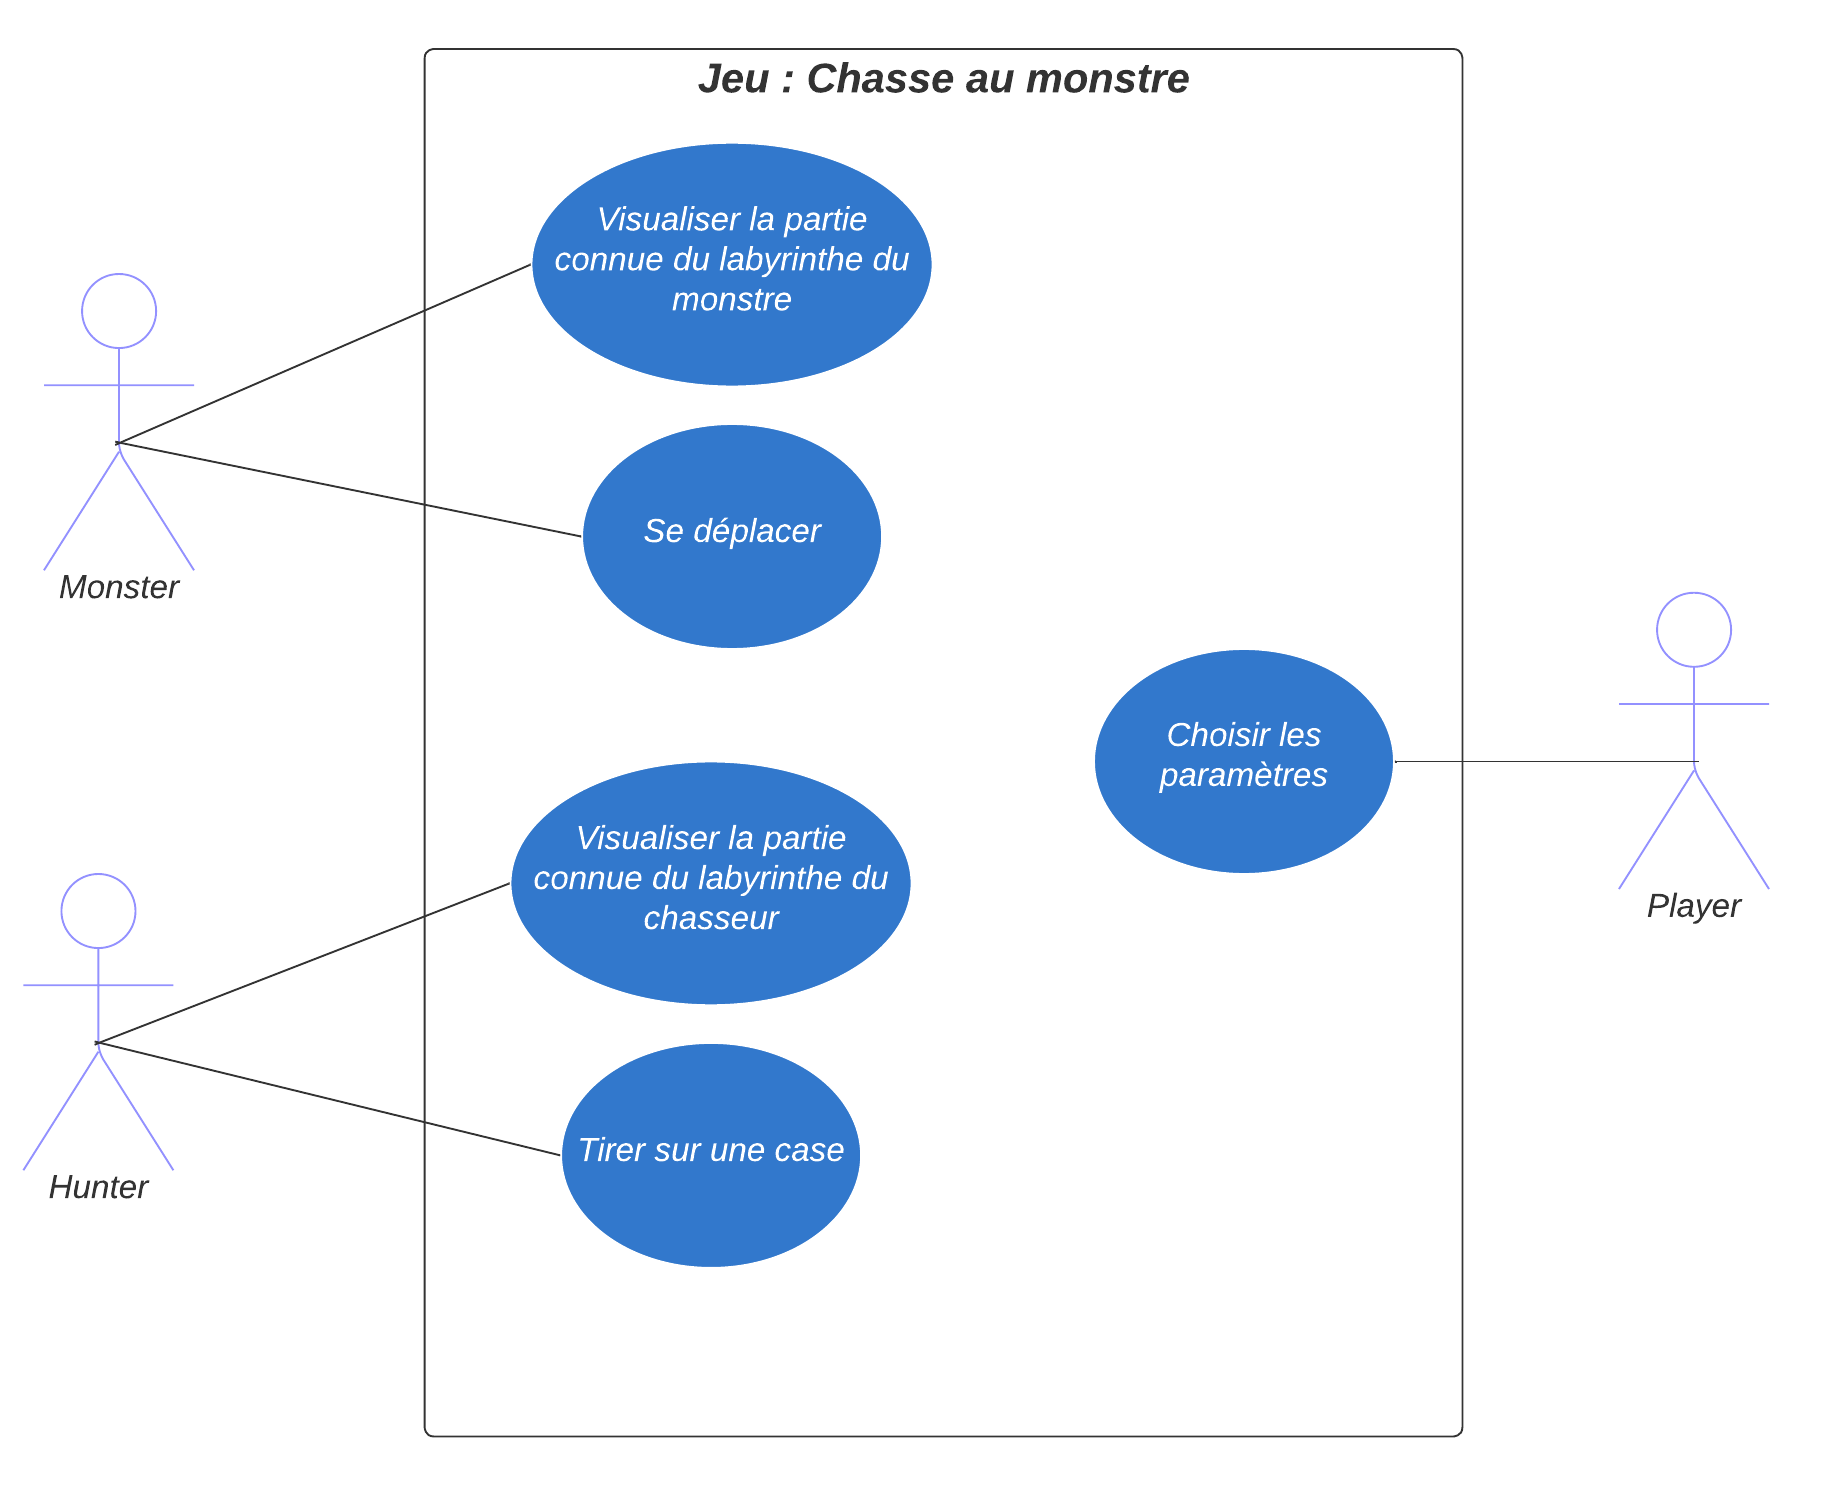 Jeu : Chasse au monstre
Visualiser la partie
connue du labyrinthe du
monstre
Se déplacer
Monster
Choisir les
paramètres
Player
Visualiser la partie
connue du labyrinthe du
chasseur
Tirer sur une case
Hunter